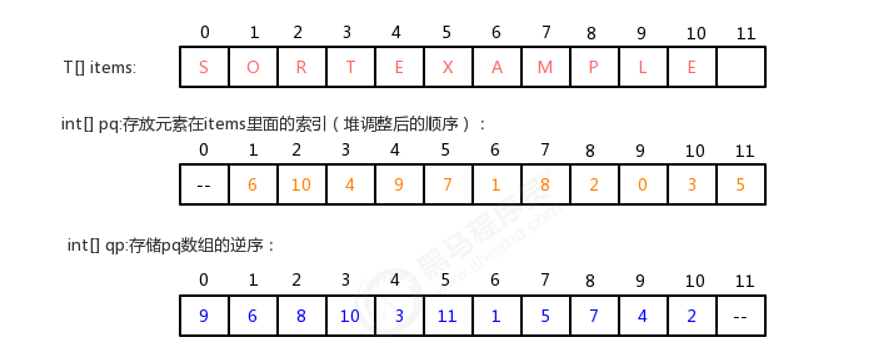 0 1 2 3 4 5 6 7 8 9 10 11
T[] items: S O R T E X A M P L E
int[] pq:存放元素在items里面的索引（堆调整后的顺序）：
0 1 2 3 4 5 6 7 8 9 10 11
-- 6 10 4 9 7 1 8 2 0 3 5
int[] qp:存储pq数组的逆序：
0 1 2 3 4 5 6 7 8 9 10 11
9 6 8 10 3 11 1 5 7 4 2 --
黑马程序员
www.itheima.com